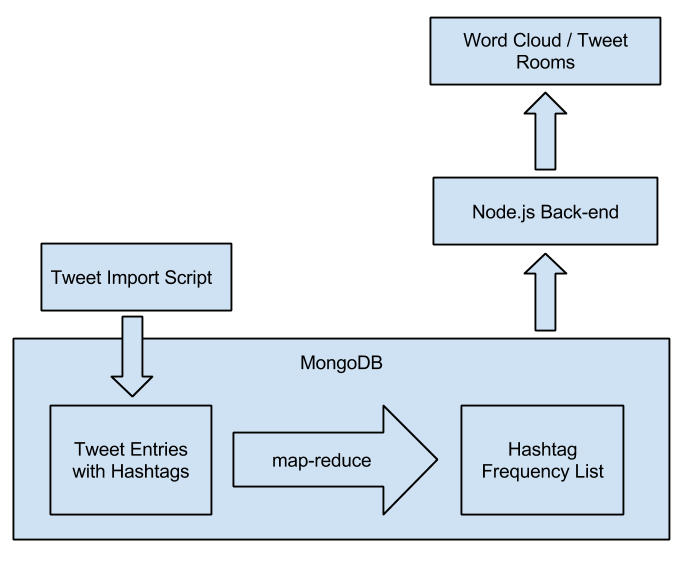 Word Cloud / Tweet
Rooms
Node.js Back-end
Tweet Import Script
MongoDB
Tweet Entries
with Hashtags
map-reduce
Hashtag
Frequency List